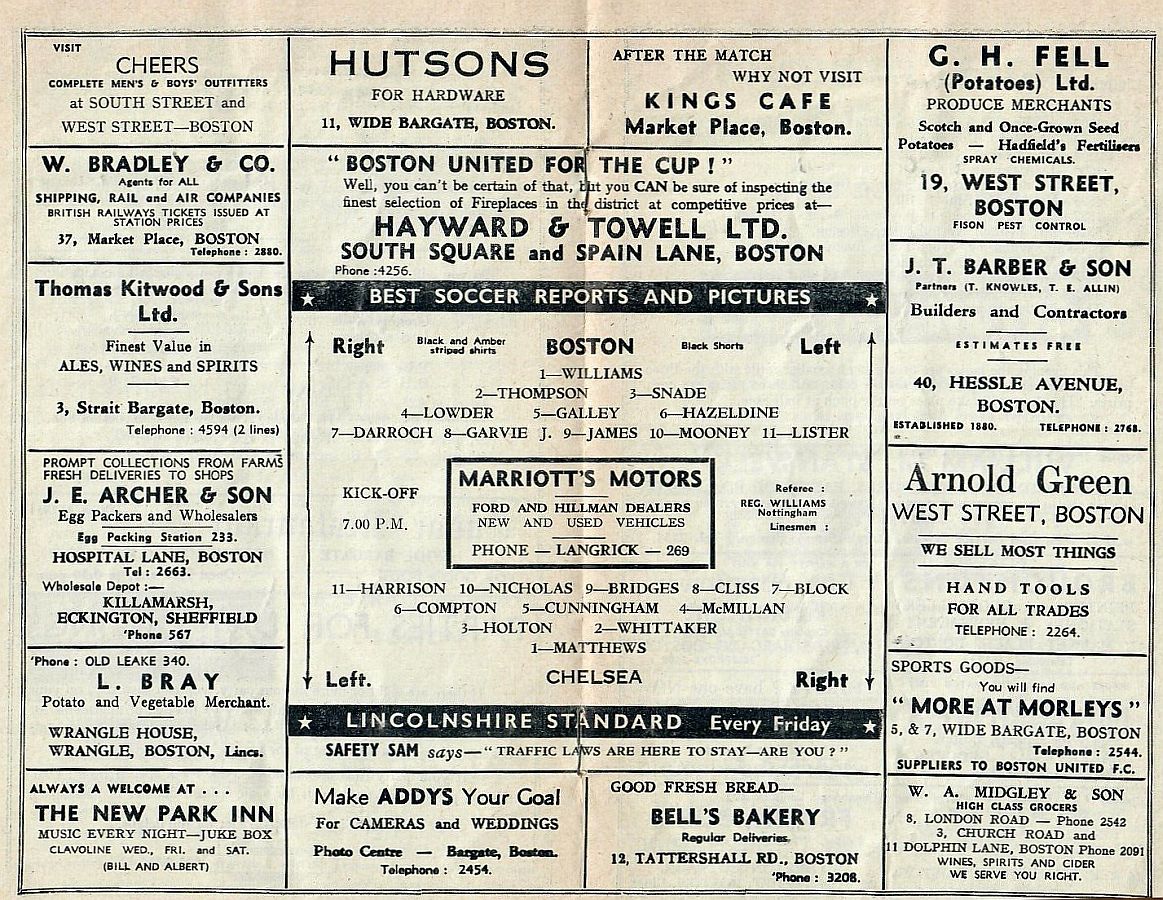 VISIT
CHEERS
COMPLETE MEN'S & BOYS' OUTFITTERS
at SOUTH STREET and
WEST STREET—BOSTON
W. BRADLEY & CO.
Agents for ALL
SHIPPING, RAIL and AIR COMPANIES
BRITISH RAILWAYS TICKETS ISSUED AT
STATION PRICES
37, Market Place, BOSTON
Telephone : 2880.
Thomas Kitwood & Sons
Ltd.
Finest Value in
ALES, WINES and SPIRITS
3, Strait Bargate, Boston.
Telephone : 4594 (2 lines)
PROMPT COLLECTIONS FROM FARMS
FRESH DELIVERIES TO SHOPS
J. E. ARCHER & SON
Egg Packers and Wholesalers
Egg Packing Station 233.
HOSPITAL LANE, BOSTON
Tel : 2663.
Wholesale Depot :—
KILLAMARSH,
ECKINGTON, SHEFFIELD
'Phone 567
'Phone : OLD LEAKE 340.
L. BRAY
Potato and Vegetable Merchant.
WRANGLE HOUSE,
WRANGLE, BOSTON, Lincs.
ALWAYS A WELCOME AT . . .
THE NEW PARK INN
MUSIC EVERY NIGHT—JUKE BOX
CLAVOLINE WED., FRI. and SAT.
(BILL AND ALBERT)
HUTSONS
FOR HARDWARE
11, WIDE BARGATE, BOSTON.
AFTER THE MATCH
WHY NOT VISIT
KINGS CAFE
Market Place, Boston.
" BOSTON UNITED FOR THE CUP ! "
Well, you can't be certain of that, but you CAN be sure of inspecting the
finest selection of Fireplaces in the district at competitive prices at—
HAYWARD & TOWELL LTD.
SOUTH SQUARE and SPAIN LANE, BOSTON
Phone :4256.
BEST SOCCER REPORTS AND PICTURES
Right Black and Amber striped shirts BOSTON Black Shorts Left
1—WILLIAMS
2—THOMPSON 3—SNADE
4—LOWDER 5—GALLEY 6—HAZELDINE
7—DARROCH 8—GARVIE J. 9—JAMES 10—MOONEY 11—LISTER
KICK-OFF
7.00 P.M.
MARRIOTT'S MOTORS
FORD AND HILLMAN DEALERS
NEW AND USED VEHICLES
PHONE — LANGRICK — 269
Referee :
REG. WILLIAMS
Nottingham
Linesmen :
11—HARRISON 10—NICHOLAS 9—BRIDGES 8—CLISS 7—BLOCK
6—COMPTON 5—CUNNINGHAM 4—McMILLAN
3—HOLTON 2—WHITTAKER
1—MATTHEWS
Left. CHELSEA Right
LINCOLNSHIRE STANDARD Every Friday
SAFETY SAM says—" TRAFFIC LAWS ARE HERE TO STAY—ARE YOU ? "
Make ADDYS Your Goal
For CAMERAS and WEDDINGS
Photo Centre — Bargate, Boston.
Telephone : 2454.
GOOD FRESH BREAD—
BELL'S BAKERY
Regular Deliveries.
12, TATTERSHALL RD., BOSTON
'Phone : 3208.
G. H. FELL
(Potatoes) Ltd.
PRODUCE MERCHANTS
Scotch and Once-Grown Seed
Potatoes — Hadfield's Fertilisers
SPRAY CHEMICALS.
19, WEST STREET,
BOSTON
FISON PEST CONTROL
J. T. BARBER & SON
Partners (T. KNOWLES, T. E. ALLIN)
Builders and Contractors
ESTIMATES FREE
40, HESSLE AVENUE,
BOSTON.
ESTABLISHED 1880. TELEPHONE : 2768.
Arnold Green
WEST STREET, BOSTON
WE SELL MOST THINGS
HAND TOOLS
FOR ALL TRADES
TELEPHONE : 2264.
SPORTS GOODS—
You will find
" MORE AT MORLEYS "
5, & 7, WIDE BARGATE, BOSTON
Telephone : 2544.
SUPPLIERS TO BOSTON UNITED F.C.
W. A. MIDGLEY & SON
HIGH CLASS GROCERS
8, LONDON ROAD — Phone 2542
3, CHURCH ROAD and
11 DOLPHIN LANE, BOSTON Phone 2091
WINES, SPIRITS AND CIDER
WE SERVE YOU RIGHT.